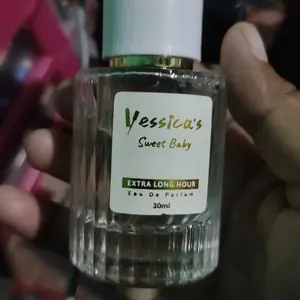 Yessica's
Sweet Baby
EXTRA LONG HOUR
Eau De Parfum
30ml